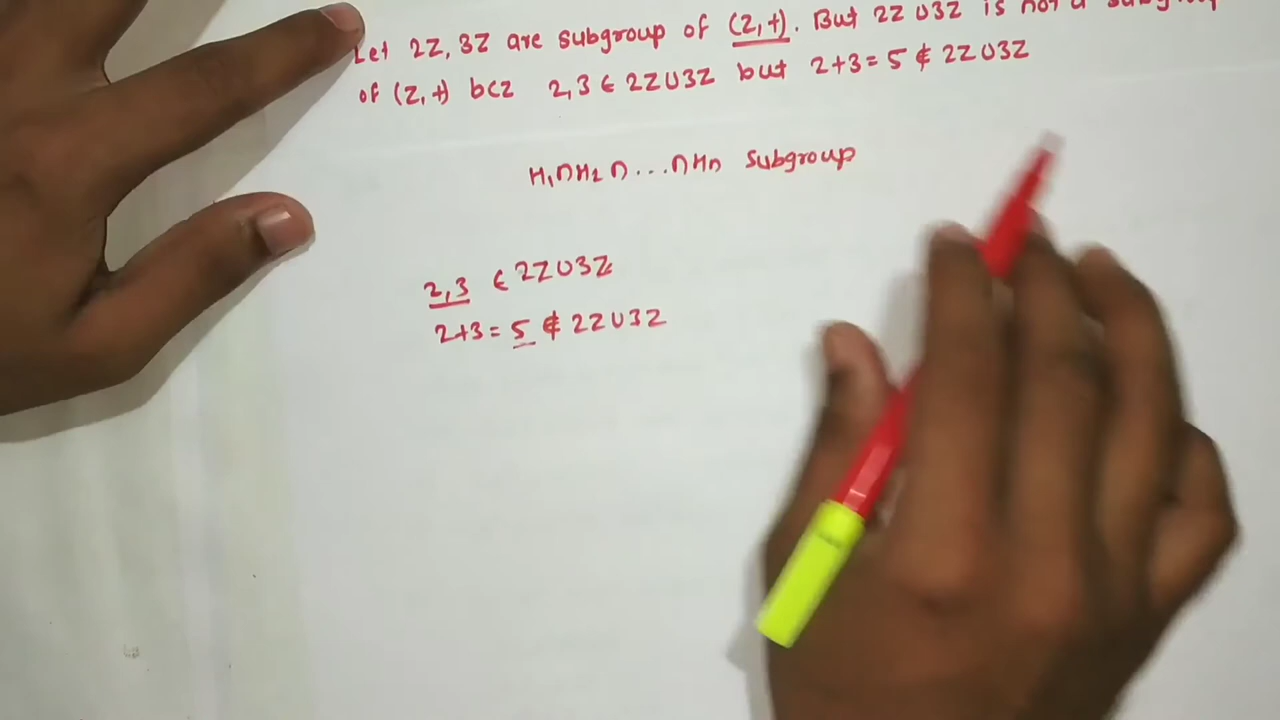 Let 2Z, 3Z are subgroup of (Z,+). But 2Z ∪ 3Z is not a
of (Z,+) bcz 2,3 ∈ 2Z∪3Z but 2+3=5 ∉ 2Z∪3Z
H₁∩H₂∩...∩Hn subgroup
2,3 ∈ 2Z∪3Z
2+3=5 ∉ 2Z∪3Z